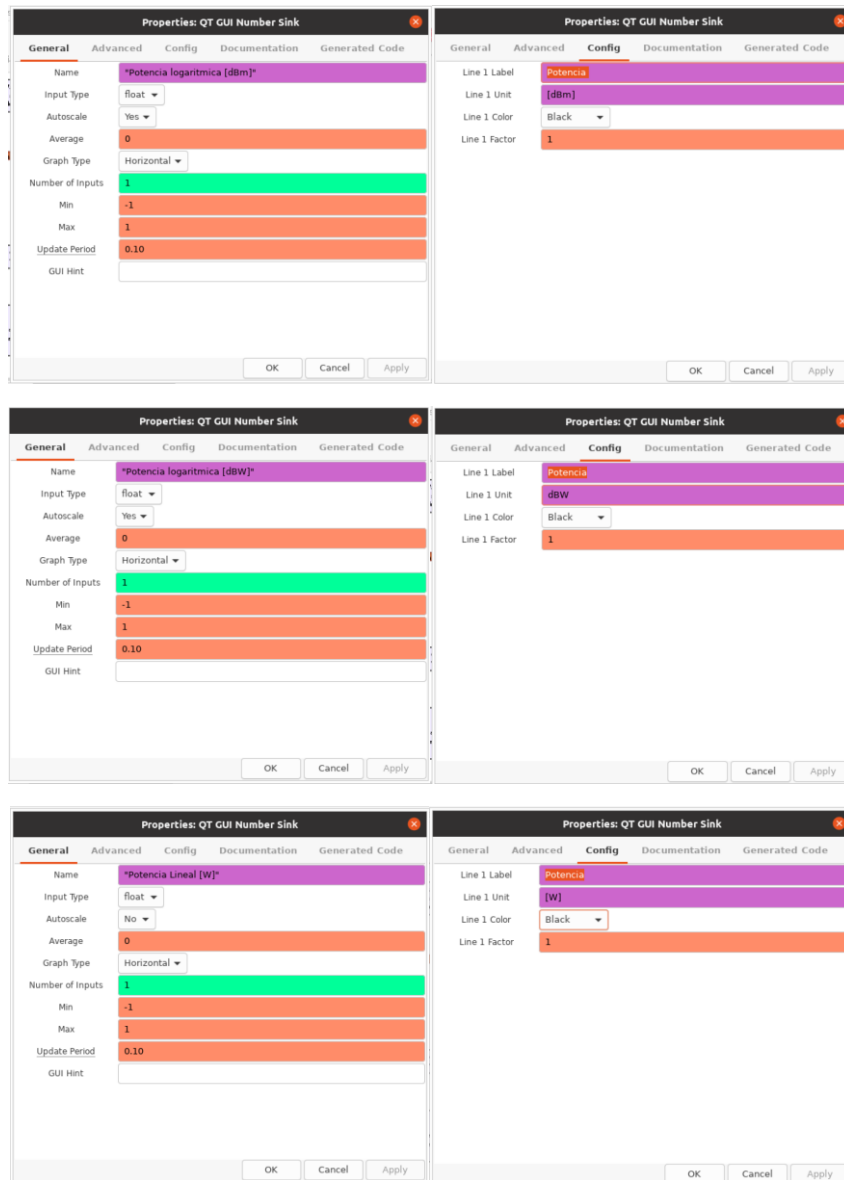 Properties: QT GUI Number Sink
General Advanced Config Documentation Generated Code
Name "Potencia logaritmica [dBm]"
Input Type float
Autoscale Yes
Average 0
Graph Type Horizontal
Number of Inputs 1
Min -1
Max 1
Update Period 0.10
GUI Hint
OK Cancel Apply
Properties: QT GUI Number Sink
General Advanced Config Documentation Generated Code
Line 1 Label Potencia
Line 1 Unit [dBm]
Line 1 Color Black
Line 1 Factor 1
OK Cancel Apply
Properties: QT GUI Number Sink
General Advanced Config Documentation Generated Code
Name "Potencia logaritmica [dBW]"
Input Type float
Autoscale Yes
Average 0
Graph Type Horizontal
Number of Inputs 1
Min -1
Max 1
Update Period 0.10
GUI Hint
OK Cancel Apply
Properties: QT GUI Number Sink
General Advanced Config Documentation Generated Code
Line 1 Label Potencia
Line 1 Unit dBW
Line 1 Color Black
Line 1 Factor 1
OK Cancel Apply
Properties: QT GUI Number Sink
General Advanced Config Documentation Generated Code
Name "Potencia Lineal [W]"
Input Type float
Autoscale No
Average 0
Graph Type Horizontal
Number of Inputs 1
Min -1
Max 1
Update Period 0.10
GUI Hint
OK Cancel Apply
Properties: QT GUI Number Sink
General Advanced Config Documentation Generated Code
Line 1 Label Potencia
Line 1 Unit [W]
Line 1 Color Black
Line 1 Factor 1
OK Cancel Apply